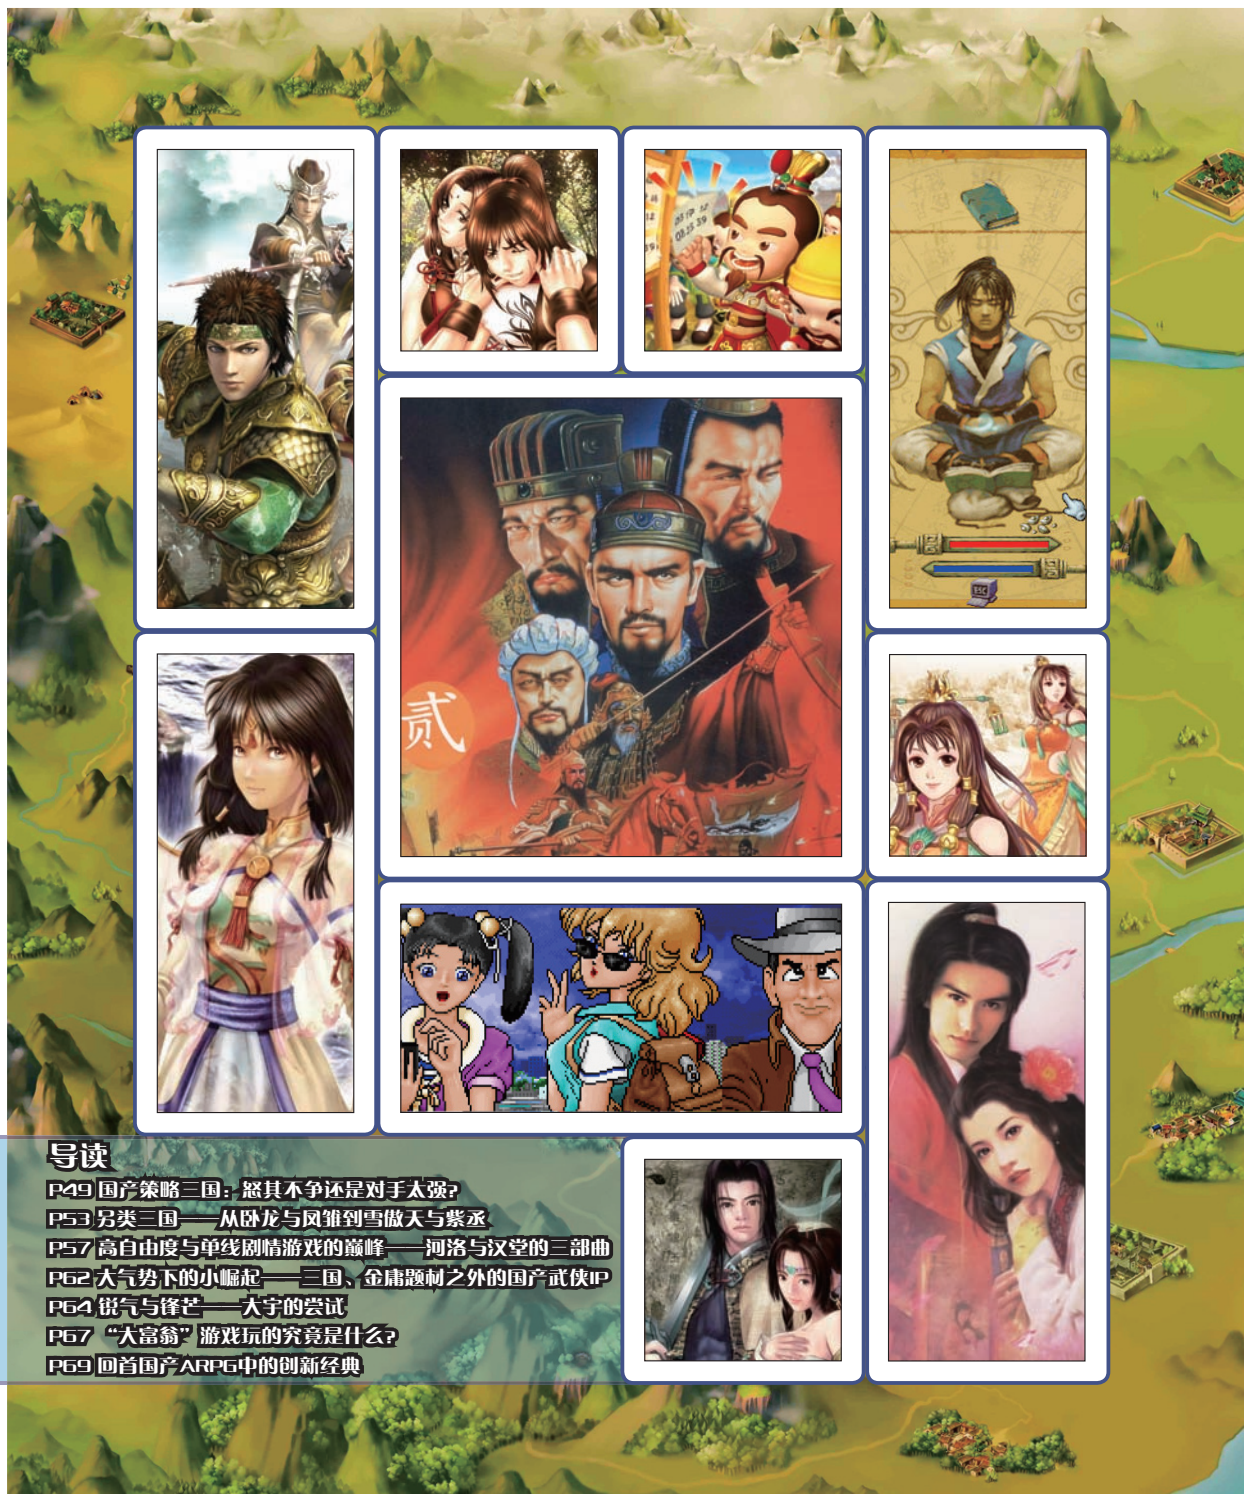 贰
ESC
导读
P49 国产策略三国：怒其不争还是对手太强？
P53 另类三国——从卧龙与凤雏到雪傲天与紫丞
P57 高自由度与单线剧情游戏的巅峰——河洛与汉堂的三部曲
P62 大气势下的小崛起——三国、金庸题材之外的国产武侠IP
P64 锐气与锋芒——大宇的尝试
P67 “大富翁”游戏玩的究竟是什么？
P69 回首国产ARPG中的创新经典